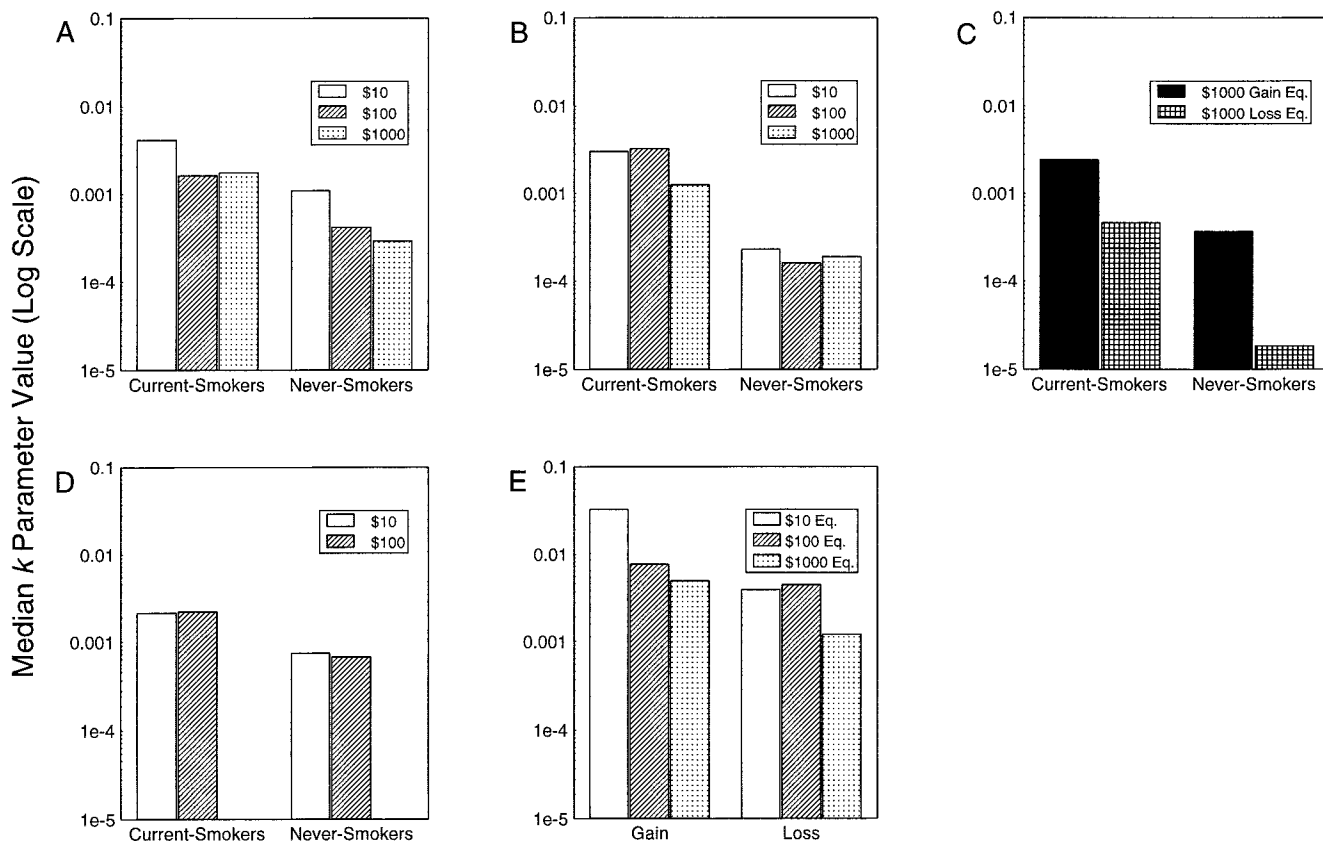 Median k Parameter Value (Log Scale)
A
0.1
0.01
0.001
1e-4
1e-5
$10
$100
$1000
Current-Smokers Never-Smokers
B
0.1
0.01
0.001
1e-4
1e-5
$10
$100
$1000
Current-Smokers Never-Smokers
C
0.1
0.01
0.001
1e-4
1e-5
$1000 Gain Eq.
$1000 Loss Eq.
Current-Smokers Never-Smokers
D
0.1
0.01
0.001
1e-4
1e-5
$10
$100
Current-Smokers Never-Smokers
E
0.1
0.01
0.001
1e-4
1e-5
$10 Eq.
$100 Eq.
$1000 Eq.
Gain Loss